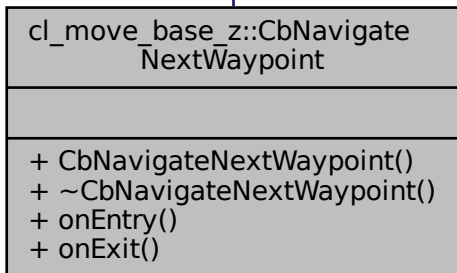 cl_move_base_z::CbNavigate
NextWaypoint
+ CbNavigateNextWaypoint()
+ ~CbNavigateNextWaypoint()
+ onEntry()
+ onExit()